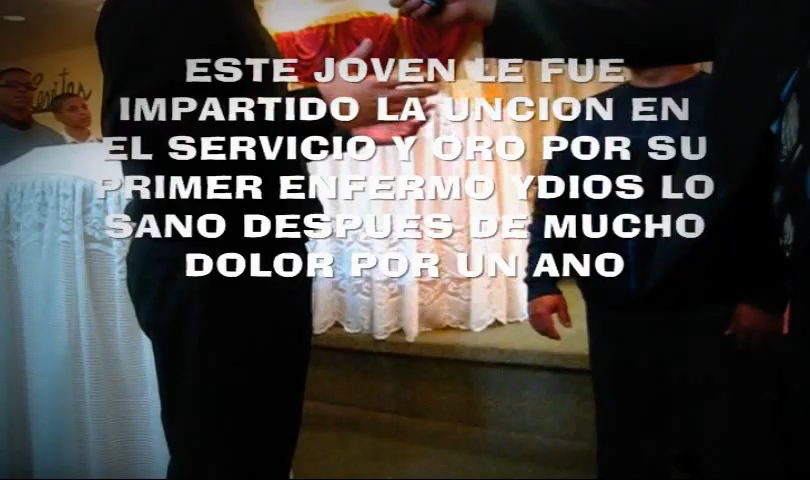 ESTE JOVEN LE FUE
IMPARTIDO LA UNCION EN
EL SERVICIO Y ORO POR SU
PRIMER ENFERMO YDIOS LO
SANO DESPUES DE MUCHO
DOLOR POR UN ANO